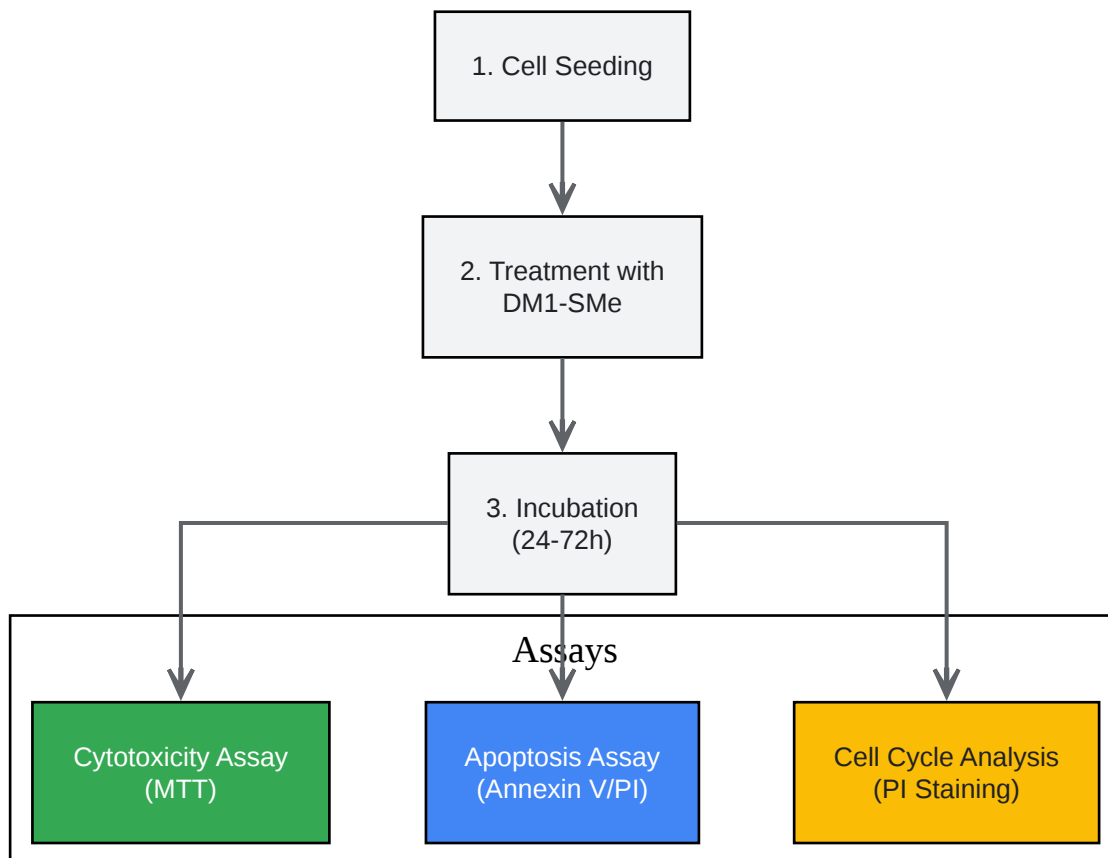 1. Cell Seeding
2. Treatment with
DM1-SMe
3. Incubation
(24-72h)
Assays
Cytotoxicity Assay
(MTT)
Apoptosis Assay
(Annexin V/PI)
Cell Cycle Analysis
(PI Staining)